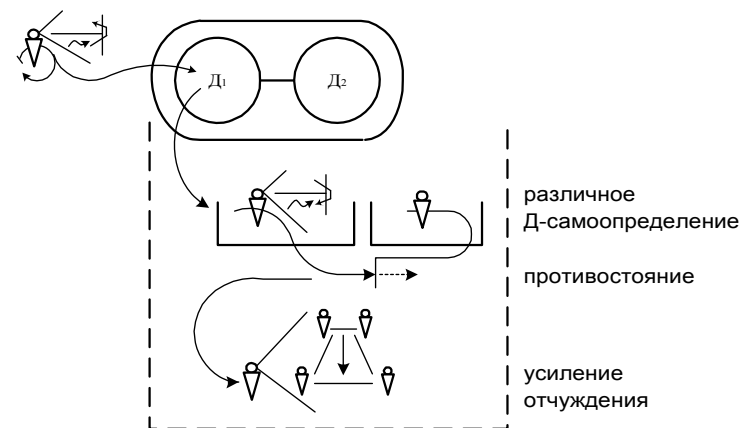 Д₁
Д₂
различное
Д-самоопределение
противостояние
усиление
отчуждения